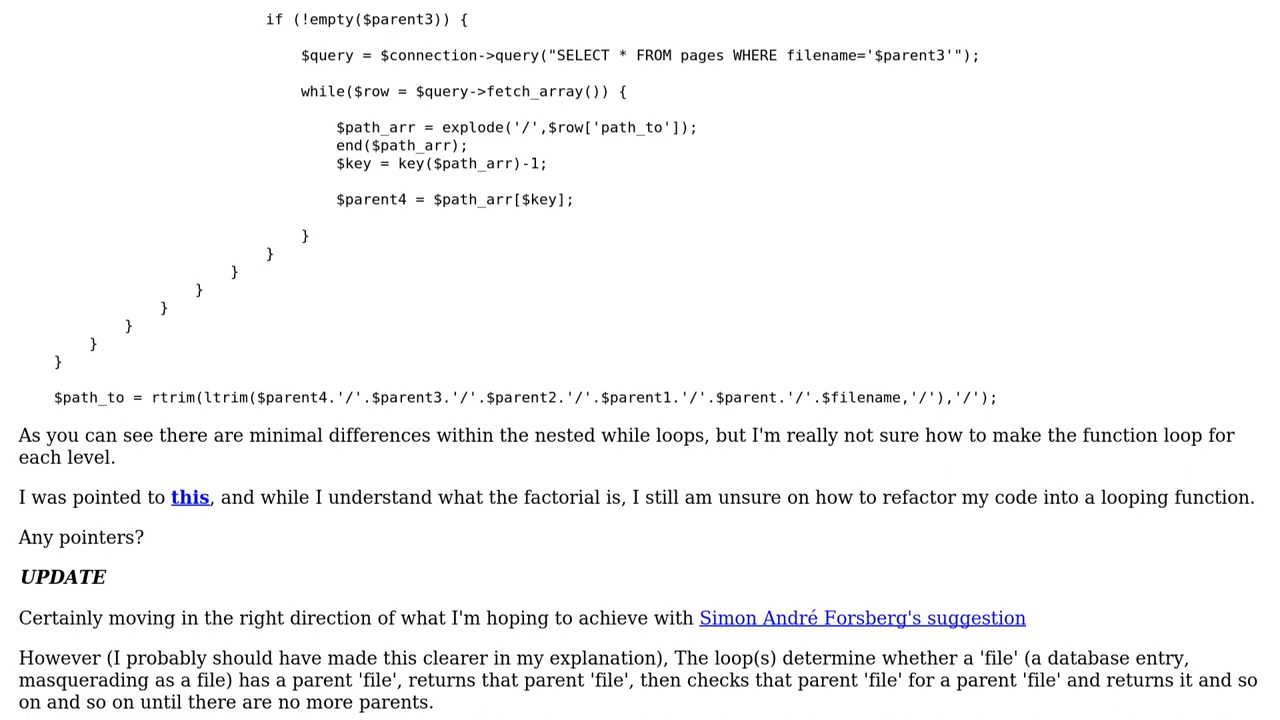 if (!empty($parent3)) {
$query = $connection->query("SELECT * FROM pages WHERE filename='$parent3'");
while($row = $query->fetch_array()) {
$path_arr = explode('/',$row['path_to']);
end($path_arr);
$key = key($path_arr)-1;
$parent4 = $path_arr[$key];
}
}
}
}
}
}
}
}
$path_to = rtrim(ltrim($parent4.'/'.$parent3.'/'.$parent2.'/'.$parent1.'/'.$parent.'/'.$filename,'/'),'/');
As you can see there are minimal differences within the nested while loops, but I'm really not sure how to make the function loop for
each level.
I was pointed to this, and while I understand what the factorial is, I still am unsure on how to refactor my code into a looping function.
Any pointers?
UPDATE
Certainly moving in the right direction of what I'm hoping to achieve with Simon André Forsberg's suggestion
However (I probably should have made this clearer in my explanation), The loop(s) determine whether a 'file' (a database entry,
masquerading as a file) has a parent 'file', returns that parent 'file', then checks that parent 'file' for a parent 'file' and returns it and so
on and so on until there are no more parents.